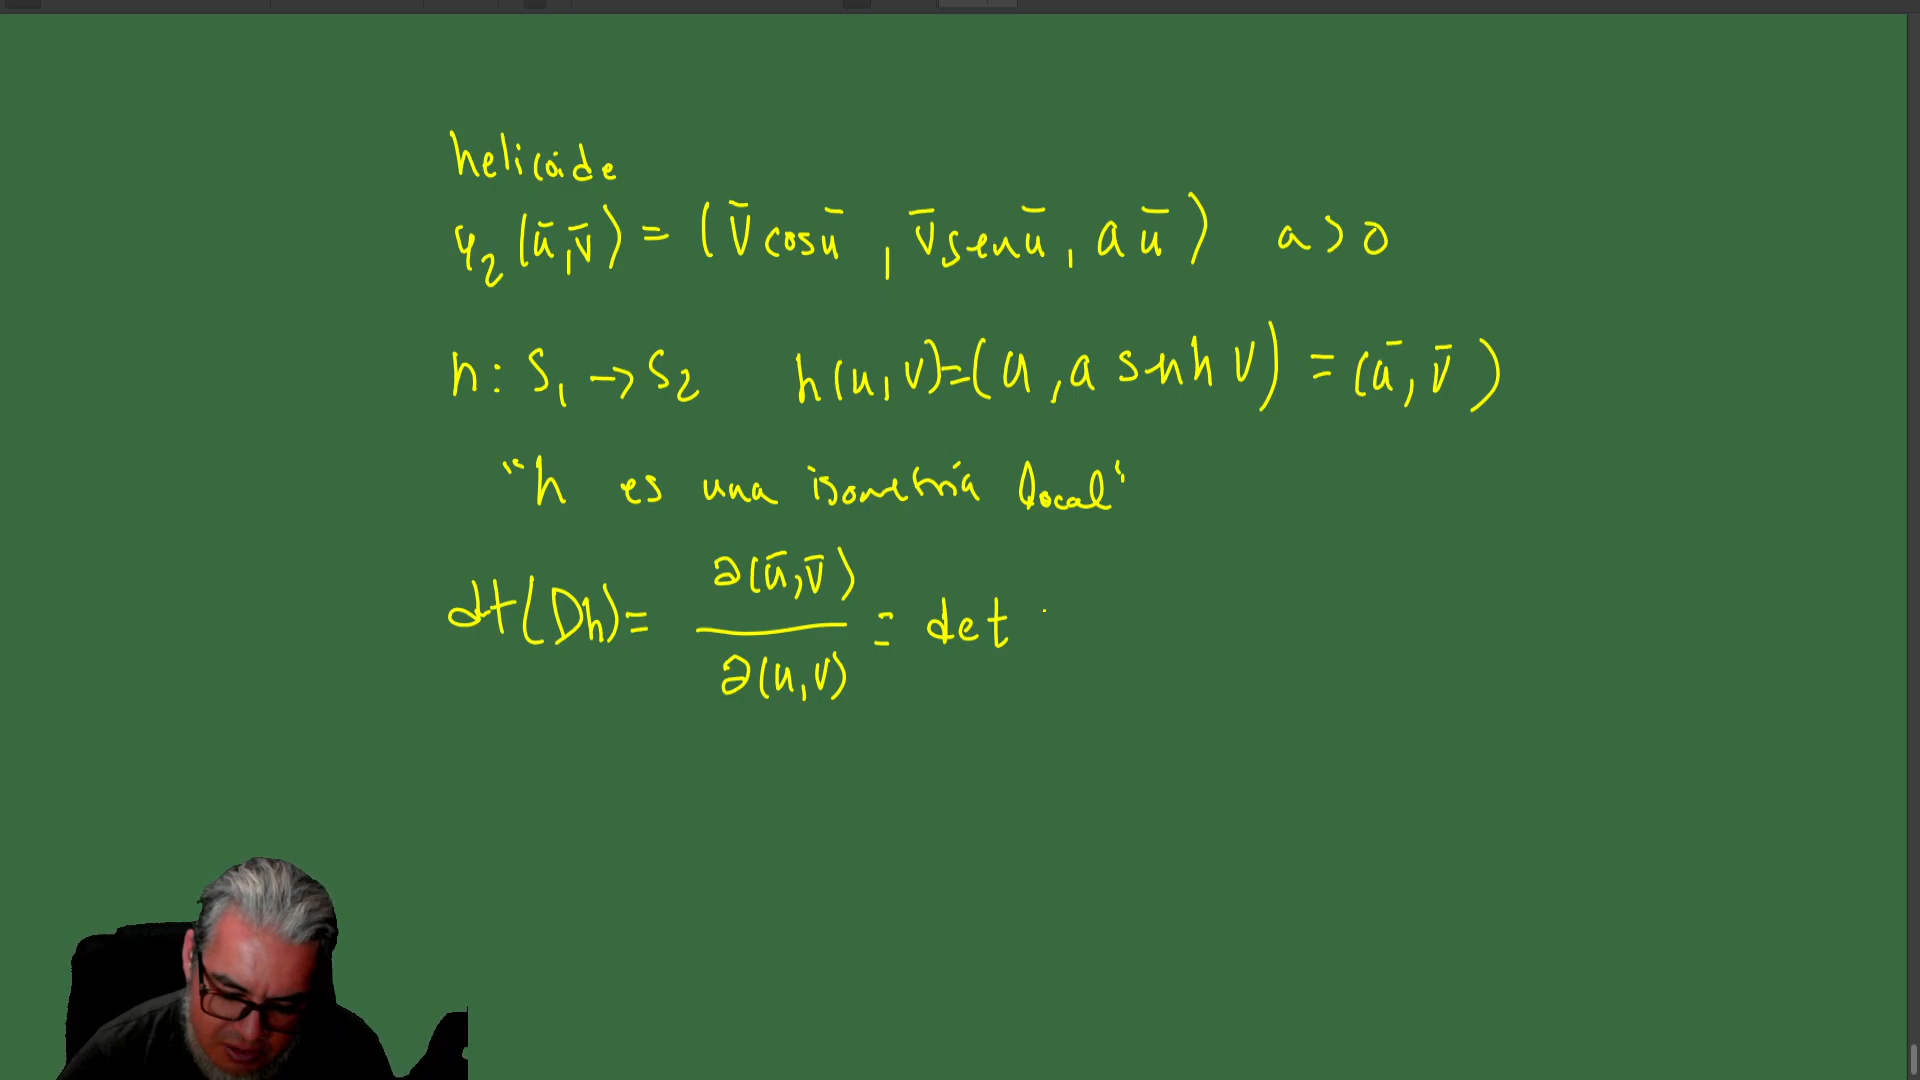 helicoide
φ₂(ū,v̄) = (v̄ cos ū, v̄ sen ū, a ū) a > 0
h: S₁ → S₂ h(u,v) = (u, a senh v) = (ū, v̄)
"h es una isometría local"
det(Dh) = ∂(ū,v̄)/∂(u,v) = det